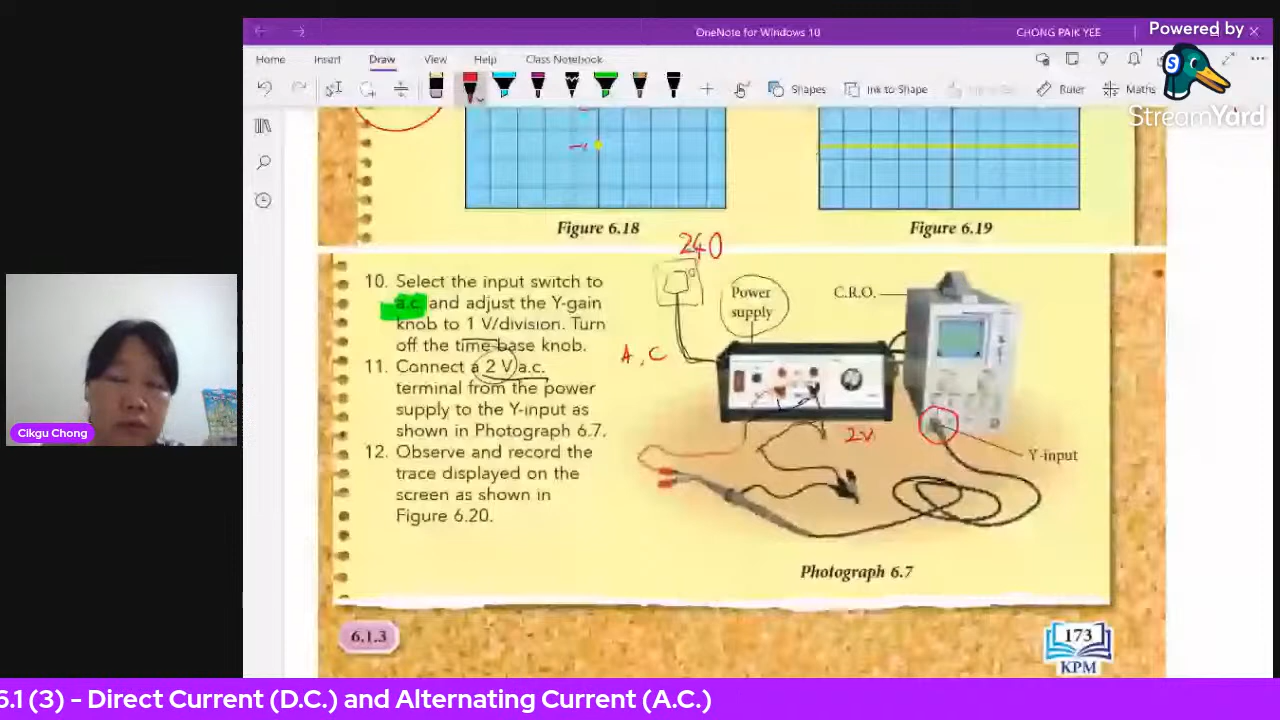 OneNote for Windows 10
CHONG PAIK YEE
Powered by
Home
Insert
Draw
View
Help
Class Notebook
Shapes
Ink to Shape
Ruler
Maths
StreamYard
Figure 6.18
Figure 6.19
240
10. Select the input switch to
a.c. and adjust the Y-gain
knob to 1 V/division. Turn
off the time-base knob.
11. Connect a 2 V a.c.
terminal from the power
supply to the Y-input as
shown in Photograph 6.7.
12. Observe and record the
trace displayed on the
screen as shown in
Figure 6.20.
Power
supply
C.R.O.
A.C
2V
Y-input
Photograph 6.7
Cikgu Chong
6.1.3
173
KPM
6.1 (3) - Direct Current (D.C.) and Alternating Current (A.C.)